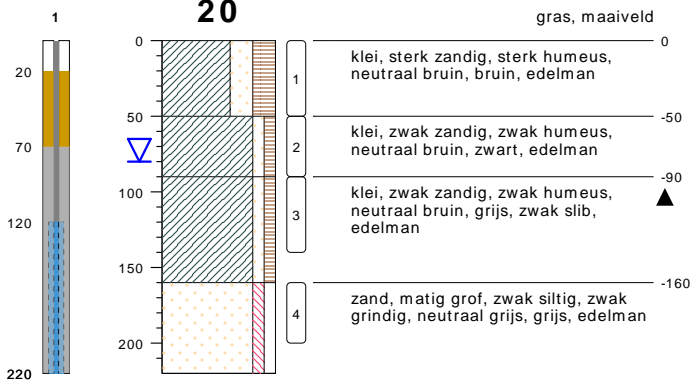 20
1
gras, maaiveld
0
0
klei, sterk zandig, sterk humeus,
neutraal bruin, bruin, edelman
1
20
50
-50
klei, zwak zandig, zwak humeus,
neutraal bruin, zwart, edelman
2
70
-90
klei, zwak zandig, zwak humeus,
neutraal bruin, grijs, zwak slib,
edelman
3
100
120
150
-160
zand, matig grof, zwak siltig, zwak
grindig, neutraal grijs, grijs, edelman
4
200
220